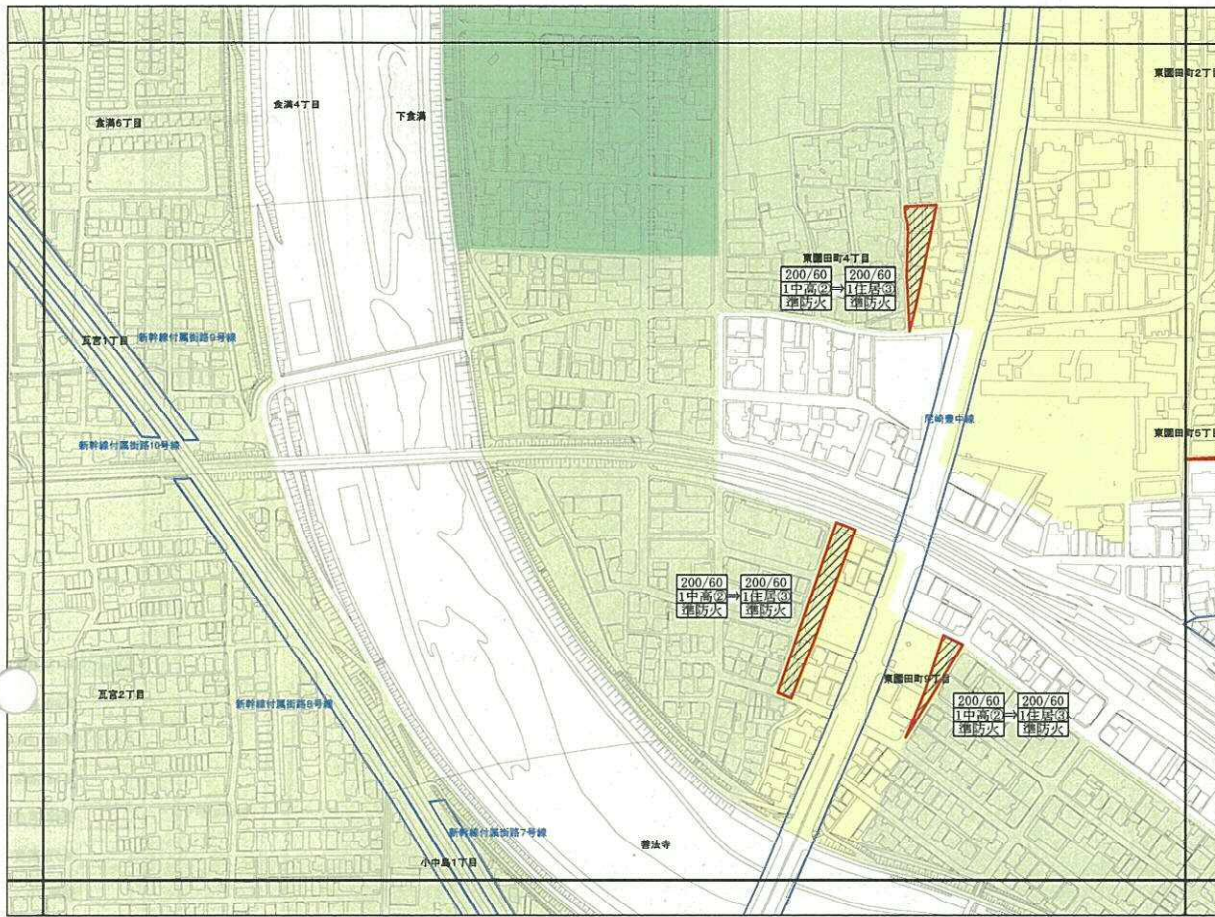 東園田町2丁目
食満4丁目
下食満
食満6丁目
東園田町4丁目
200/60
1中高②
準防火
→
200/60
1住居③
準防火
瓦宮1丁目
新幹線付属街路9号線
尾崎豊中線
新幹線付属街路10号線
東園田町5丁目
200/60
1中高②
準防火
→
200/60
1住居③
準防火
東園田町9丁目
瓦宮2丁目
新幹線付属街路8号線
200/60
1中高②
準防火
→
200/60
1住居③
準防火
新幹線付属街路7号線
善法寺
小中島1丁目